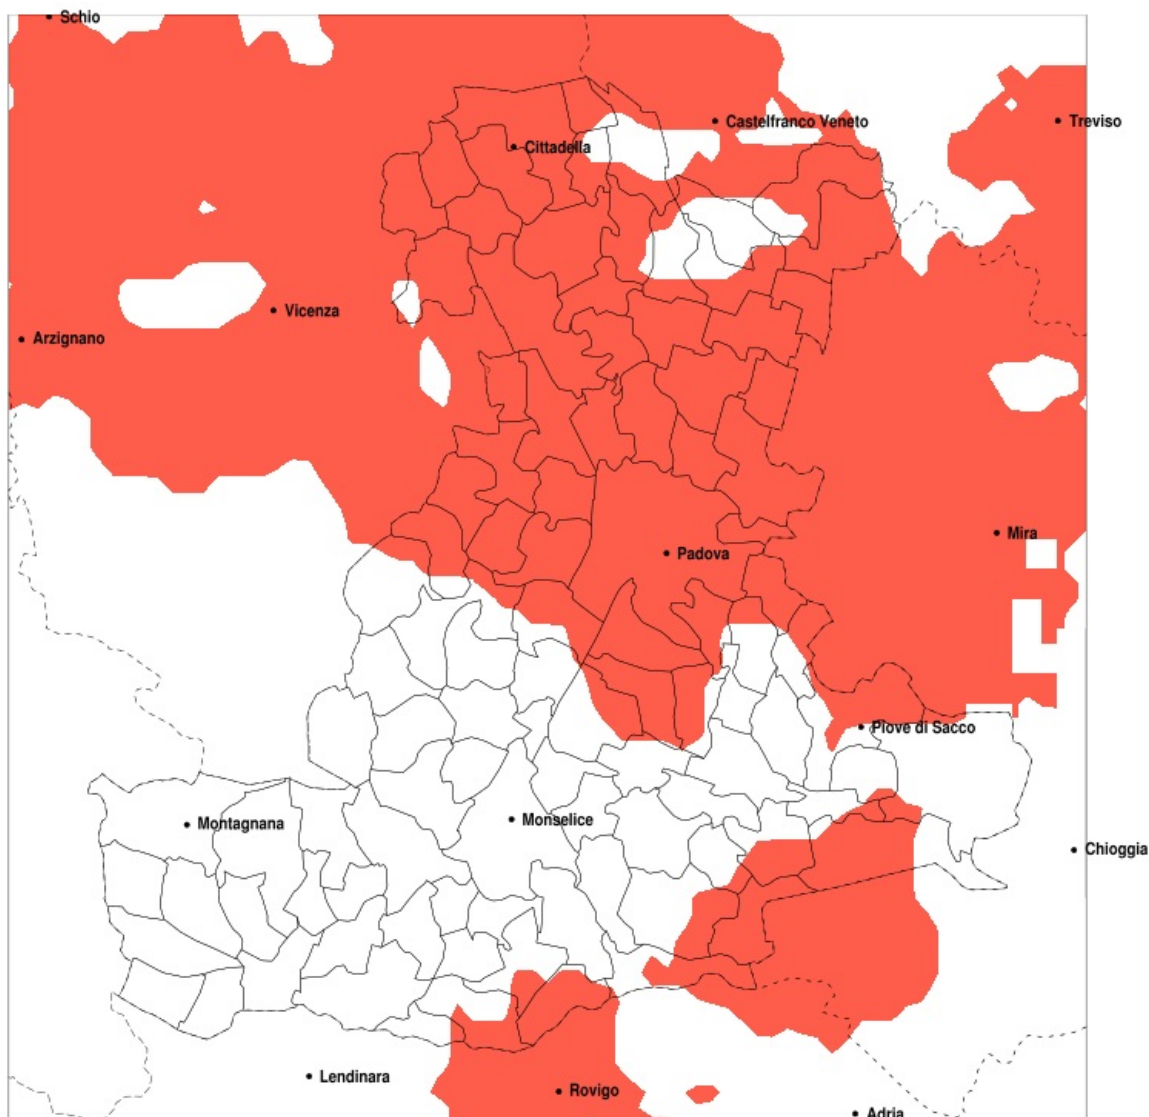 Schio
Castelfranco Veneto
Treviso
Cittadella
Vicenza
Arzignano
Mira
Padova
Piove di Sacco
Monselice
Montagnana
Chioggia
Lendinara
Rovigo
Adria